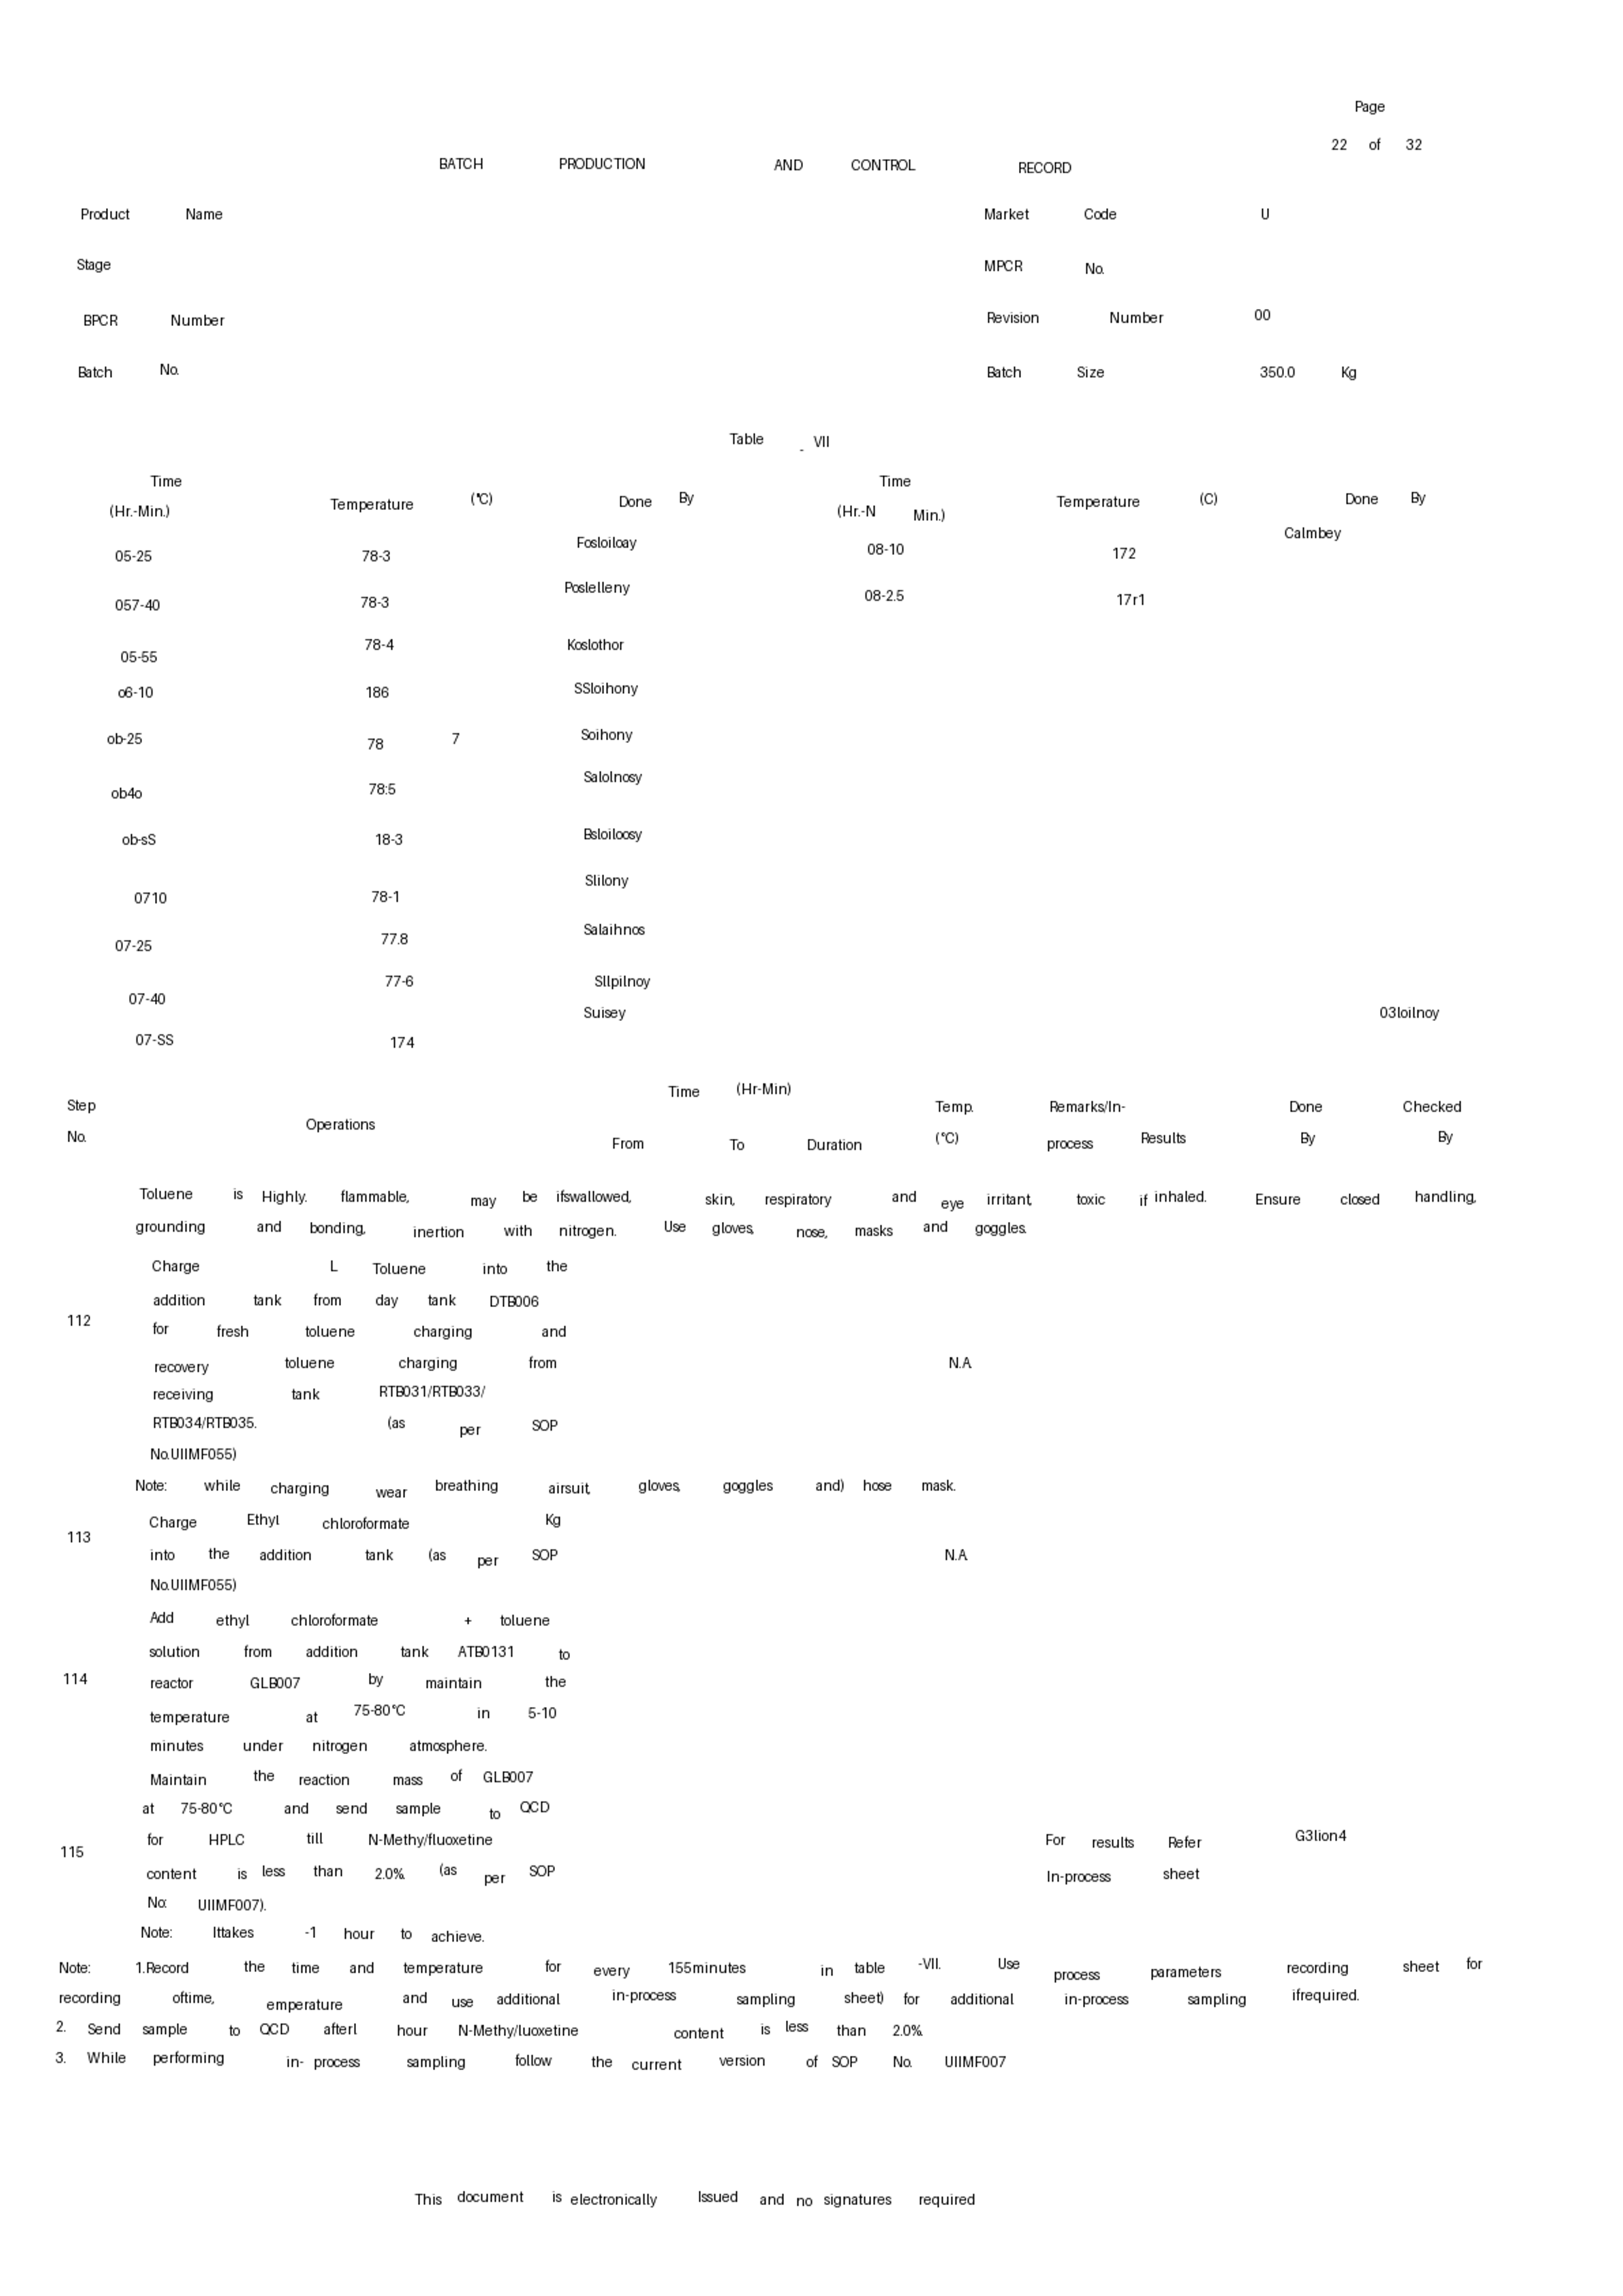 Page
22 of 32
BATCH PRODUCTION AND CONTROL RECORD
Product Name Market Code U
Stage MPCR No.
BPCR Number Revision Number 00
Batch No. Batch Size 350.0 Kg
Table - VII
Time Time
(Hr.-Min.) Temperature (°C) Done By (Hr.-N Min.) Temperature (C) Done By
05-25 78-3 Fosloiloay 08-10 172 Calmbey
057-40 78-3 Poslelleny 08-2.5 17r1
05-55 78-4 Koslothor
o6-10 186 SSloihony
ob-25 78 7 Soihony
ob4o 78:5 Salolnosy
ob-sS 18-3 Bsloiloosy
0710 78-1 Slilony
07-25 77.8 Salaihnos
07-40 77-6 Sllpilnoy
Suisey 03loilnoy
07-SS 174
Step Time (Hr-Min) Temp. Remarks/In- Done Checked
No. Operations From To Duration (°C) process Results By By
Toluene is Highly. flammable, may be ifswallowed, skin, respiratory and eye irritant, toxic if inhaled. Ensure closed handling,
grounding and bonding, inertion with nitrogen. Use gloves, nose, masks and goggles.
Charge L Toluene into the
addition tank from day tank DTB006
112 for fresh toluene charging and
recovery toluene charging from N.A
receiving tank RTB031/RTB033/
RTB034/RTB035. (as per SOP
No.UIIMF055)
Note: while charging wear breathing airsuit, gloves, goggles and) hose mask.
Charge Ethyl chloroformate Kg
113 into the addition tank (as per SOP N.A
No.UIIMF055)
Add ethyl chloroformate + toluene
solution from addition tank ATB0131 to
114 reactor GLB007 by maintain the
temperature at 75-80°C in 5-10
minutes under nitrogen atmosphere.
Maintain the reaction mass of GLB007
at 75-80°C and send sample to QCD
115 for HPLC till N-Methy/fluoxetine For results Refer G3lion4
content is less than 2.0%. (as per SOP In-process sheet
No: UIIMF007).
Note: Ittakes -1 hour to achieve.
Note: 1.Record the time and temperature for every 155minutes in table -VII. Use process parameters recording sheet for
recording oftime, emperature and use additional in-process sampling sheet) for additional in-process sampling ifrequired.
2. Send sample to QCD afterl hour N-Methy/luoxetine content is less than 2.0%.
3. While performing in- process sampling follow the current version of SOP No. UIIMF007
This document is electronically Issued and no signatures required